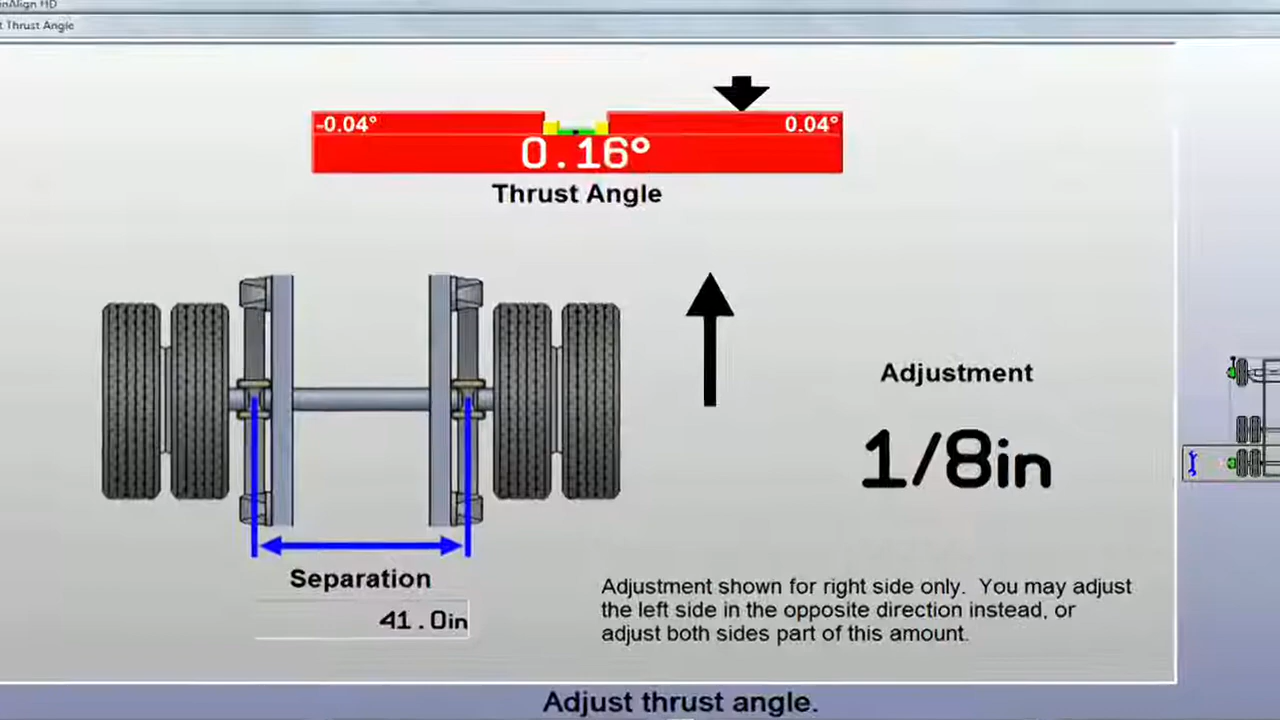 t Thrust Angle
-0.04°
0.04°
0.16°
Thrust Angle
Adjustment
1/8in
Separation
41.0in
Adjustment shown for right side only. You may adjust
the left side in the opposite direction instead, or
adjust both sides part of this amount.
Adjust thrust angle.